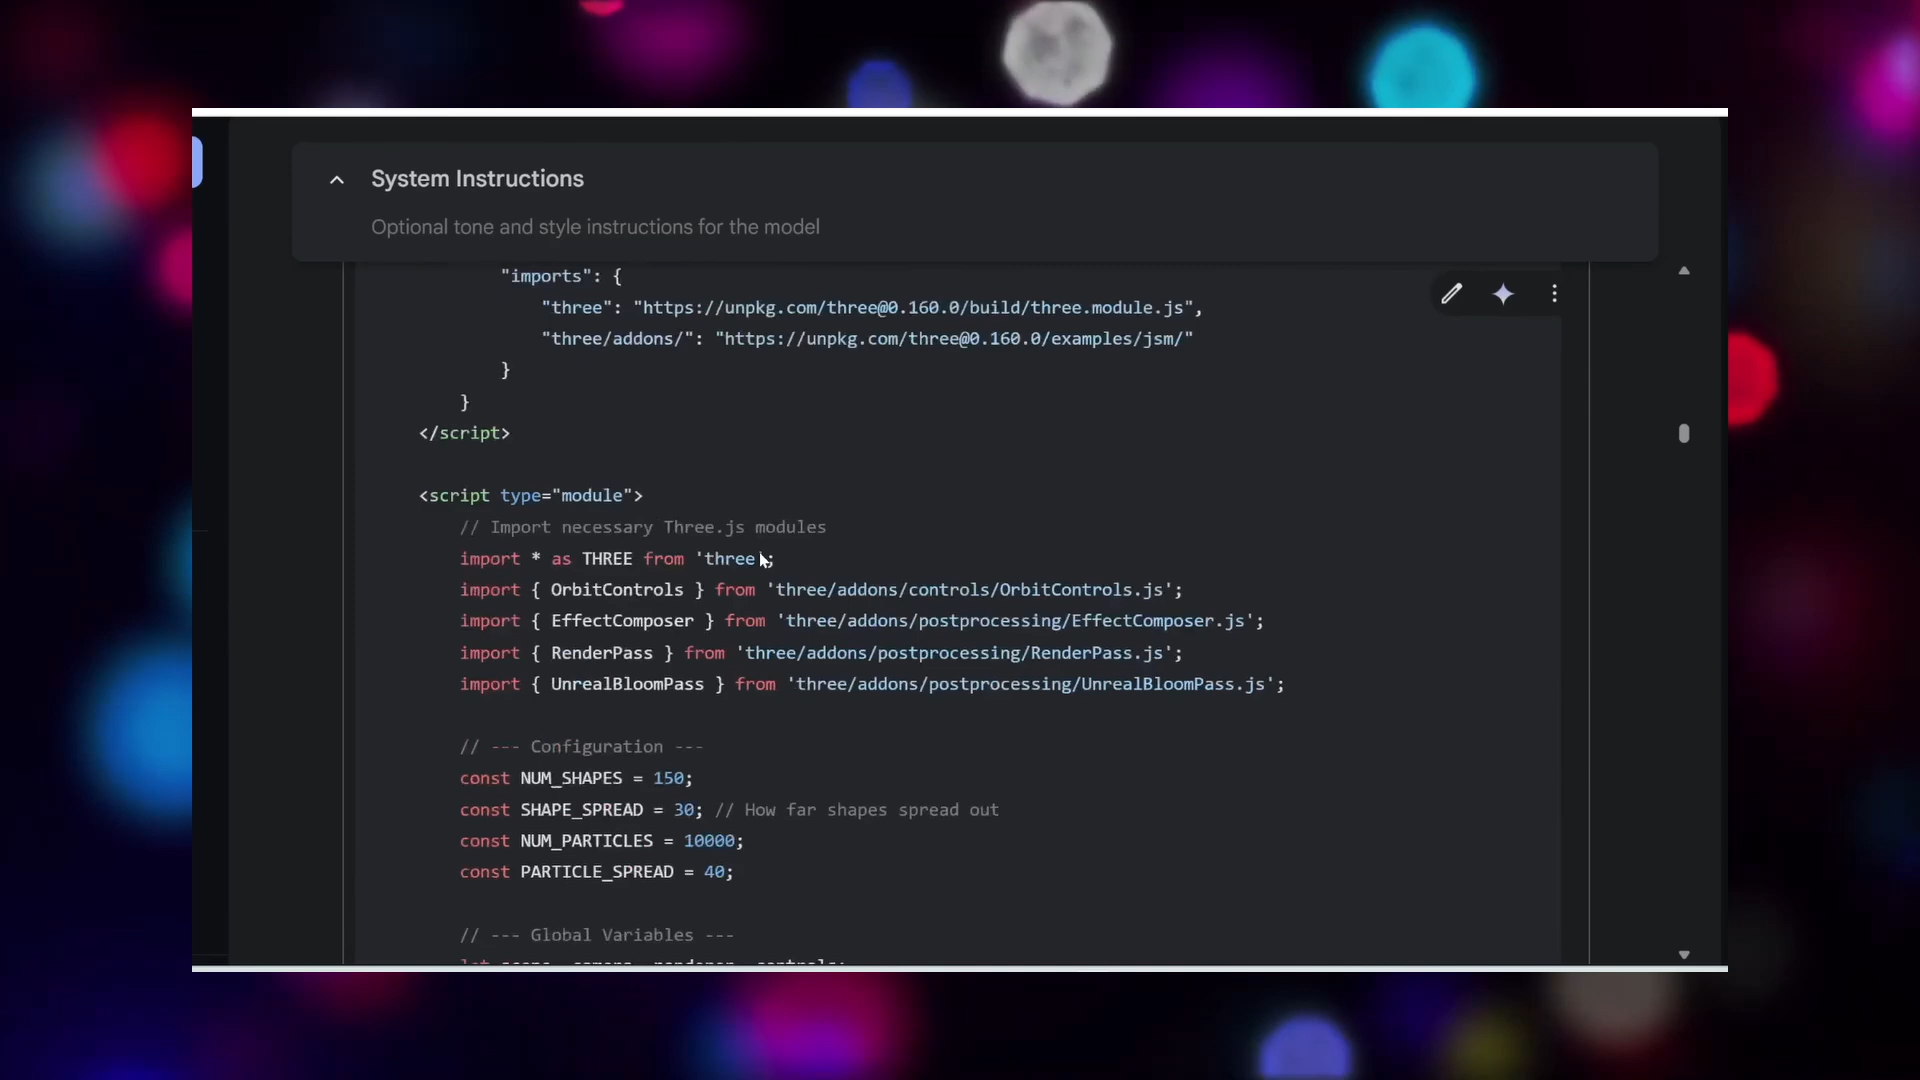 System Instructions
Optional tone and style instructions for the model
"imports": {
"three": "https://unpkg.com/three@0.160.0/build/three.module.js",
"three/addons/": "https://unpkg.com/three@0.160.0/examples/jsm/"
}
}
</script>
<script type="module">
// Import necessary Three.js modules
import * as THREE from 'three';
import { OrbitControls } from 'three/addons/controls/OrbitControls.js';
import { EffectComposer } from 'three/addons/postprocessing/EffectComposer.js';
import { RenderPass } from 'three/addons/postprocessing/RenderPass.js';
import { UnrealBloomPass } from 'three/addons/postprocessing/UnrealBloomPass.js';
// --- Configuration ---
const NUM_SHAPES = 150;
const SHAPE_SPREAD = 30; // How far shapes spread out
const NUM_PARTICLES = 10000;
const PARTICLE_SPREAD = 40;
// --- Global Variables ---
let scene, camera, renderer, controls;